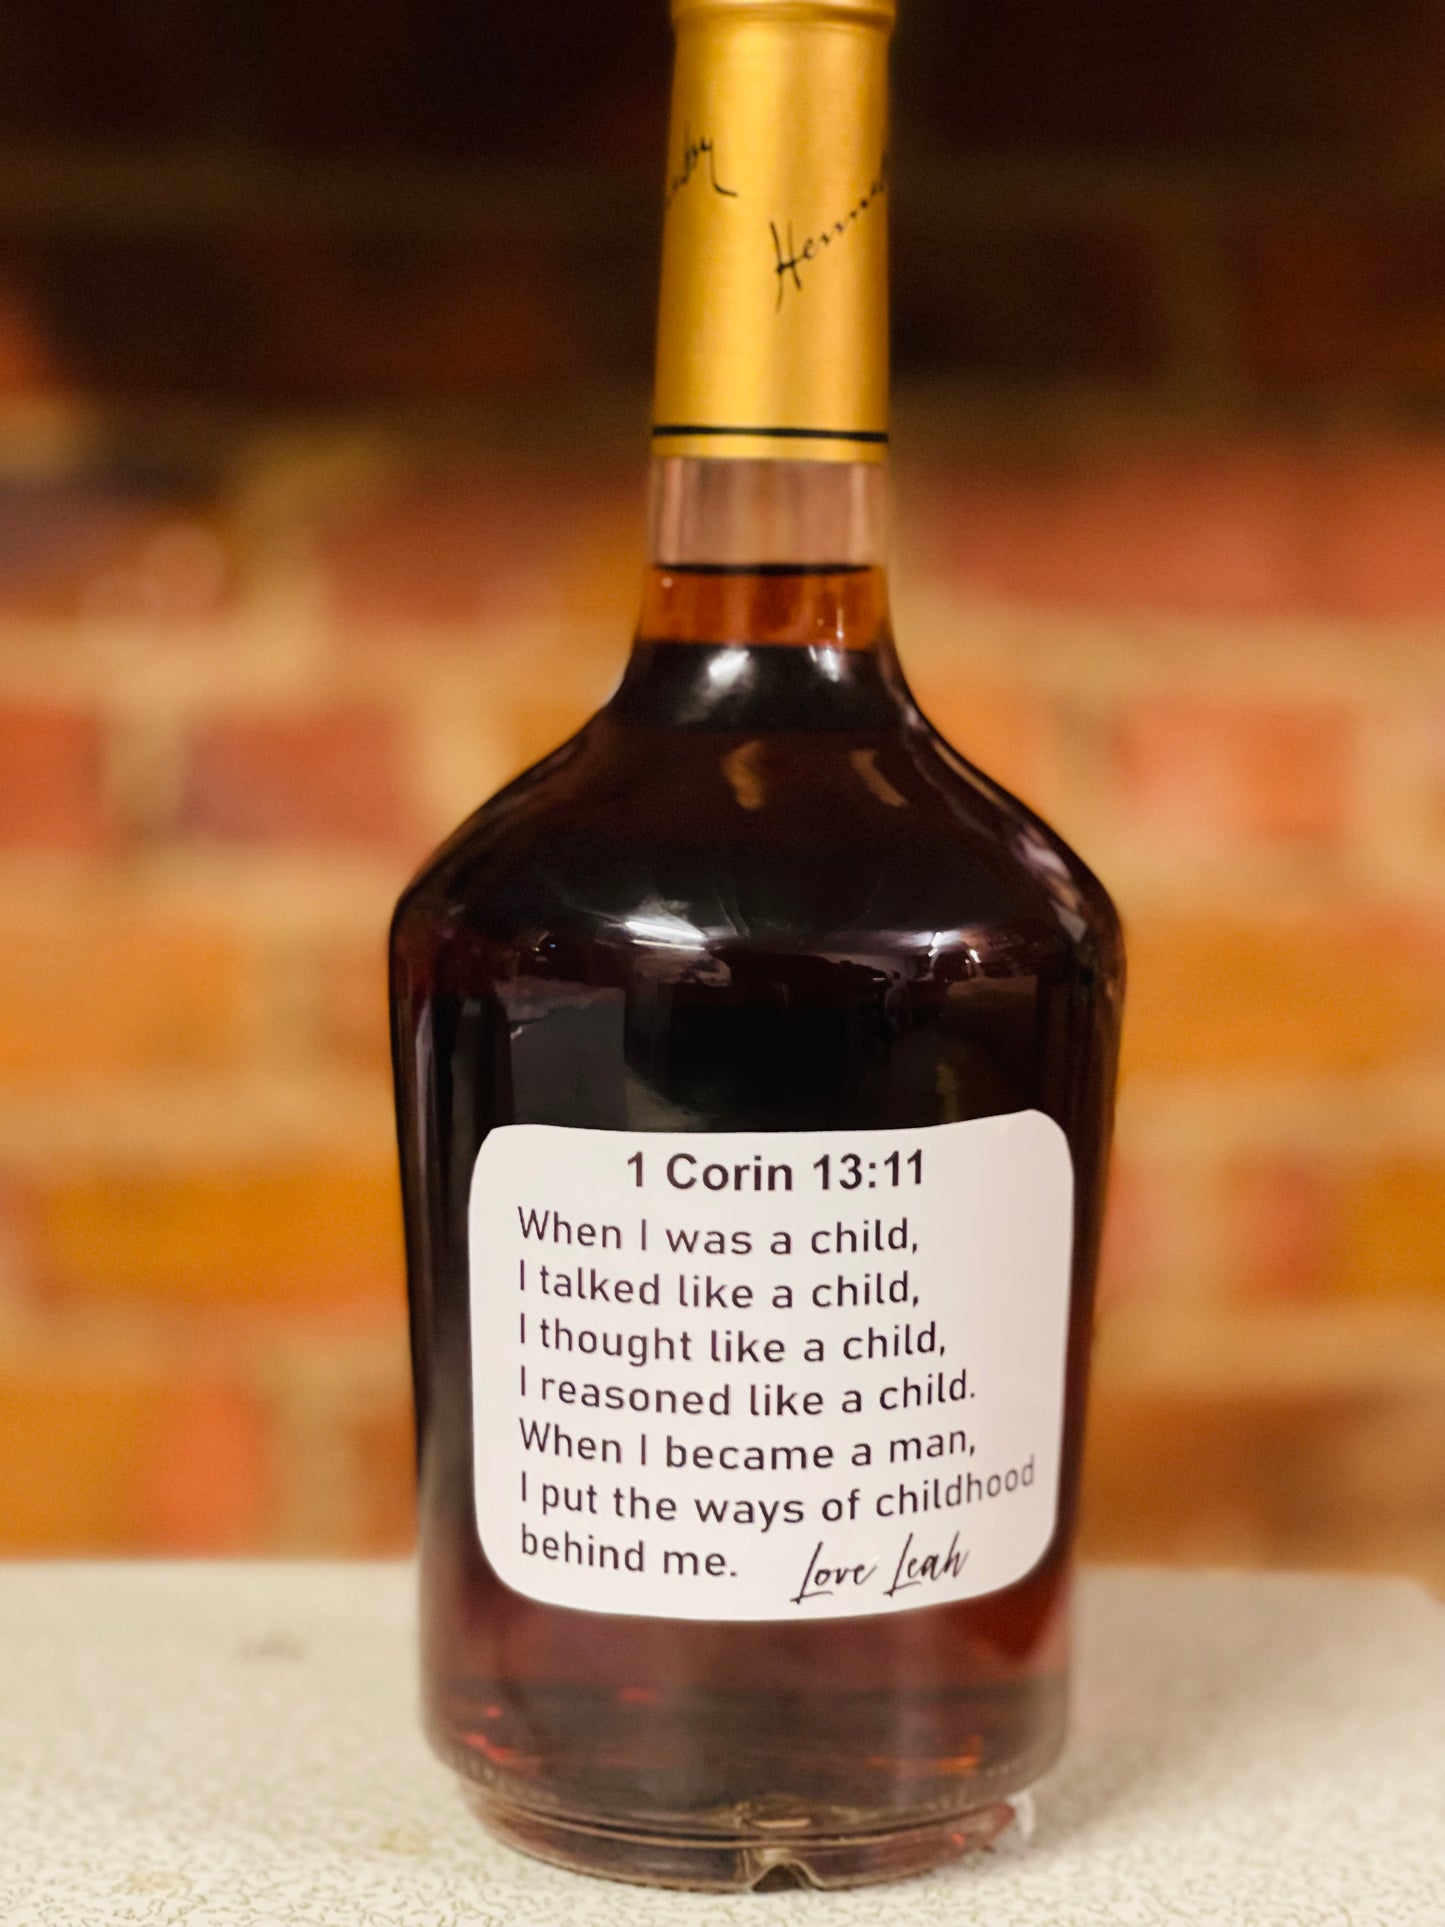 1 Corin 13:11
When I was a child,
I talked like a child,
I thought like a child,
I reasoned like a child.
When I became a man,
I put the ways of childhood
behind me. Love Leah